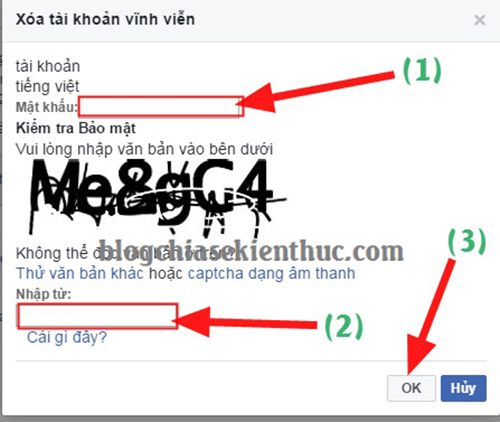 Xóa tài khoản vĩnh viễn
×
(1)
tài khoản
tiếng việt
Mật khẩu:
Kiểm tra Bảo mật
Vui lòng nhập văn bản vào bên dưới
Không thể
blogchiasekienthuc.com
Thử văn bản khác hoặc captcha dạng âm thanh
(3)
Nhập từ:
(2)
Cái gì đây?
OK Hủy